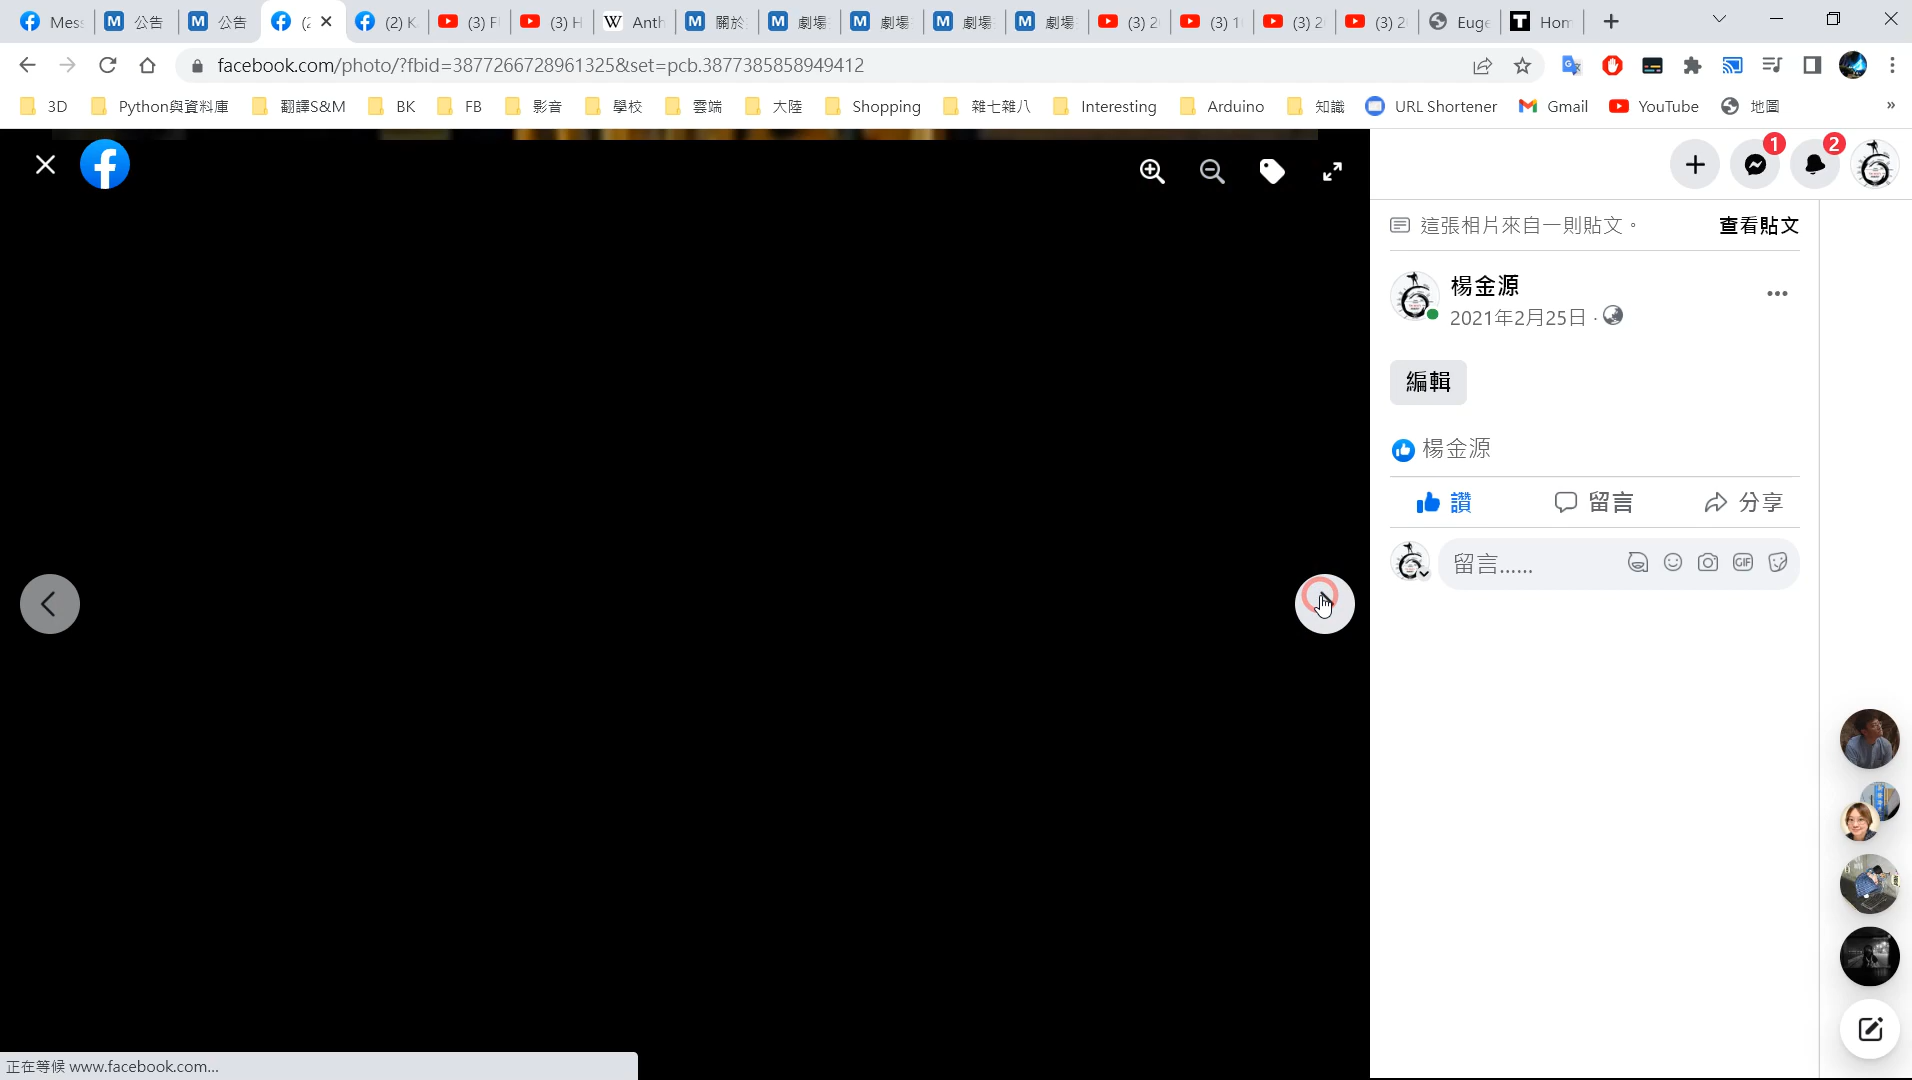 Mess
公告
公告
(2
(2) K
(3) F
(3) H
Anth
關於
劇場
劇場
劇場
劇場
(3) 2
(3) 1
(3) 2
(3) 2
Euge
Hom
facebook.com/photo/?fbid=3877266728961325&set=pcb.3877385858949412
3D
Python與資料庫
翻譯S&M
BK
FB
影音
學校
雲端
大陸
Shopping
雜七雜八
Interesting
Arduino
知識
URL Shortener
Gmail
YouTube
地圖
»
1
2
這張相片來自一則貼文。
查看貼文
楊金源
2021年2月25日 ·
編輯
楊金源
讚
留言
分享
留言......
GIF
正在等候 www.facebook.com...